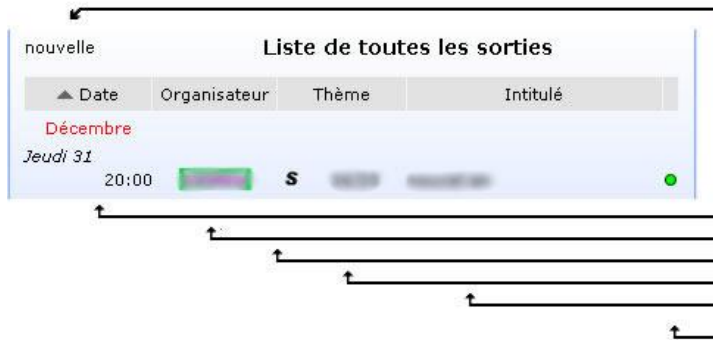 nouvelle Liste de toutes les sorties
Date Organisateur Thème Intitulé
Décembre
Jeudi 31
20:00 S